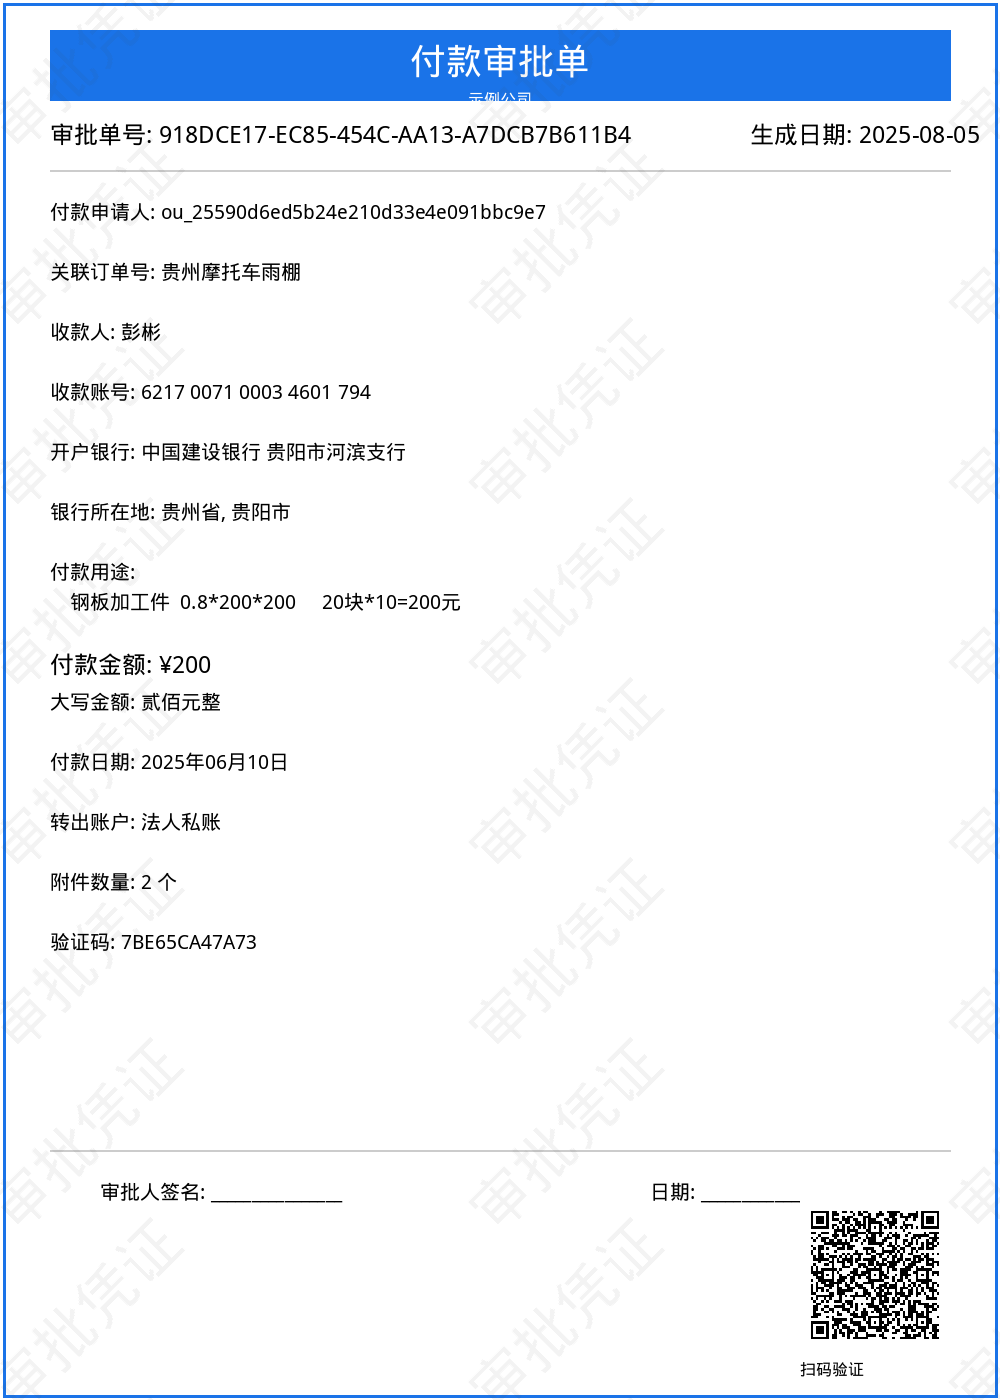 付款审批单
示例公司
审批单号: 918DCE17-EC85-454C-AA13-A7DCB7B611B4 生成日期: 2025-08-05
付款申请人: ou_25590d6ed5b24e210d33e4e091bbc9e7
关联订单号: 贵州摩托车雨棚
收款人: 彭彬
收款账号: 6217 0071 0003 4601 794
开户银行: 中国建设银行 贵阳市河滨支行
银行所在地: 贵州省, 贵阳市
付款用途:
钢板加工件 0.8*200*200 20块*10=200元
付款金额: ¥200
大写金额: 贰佰元整
付款日期: 2025年06月10日
转出账户: 法人私账
附件数量: 2 个
验证码: 7BE65CA47A73
审批人签名: ____________ 日期: _________
扫码验证
审批凭证